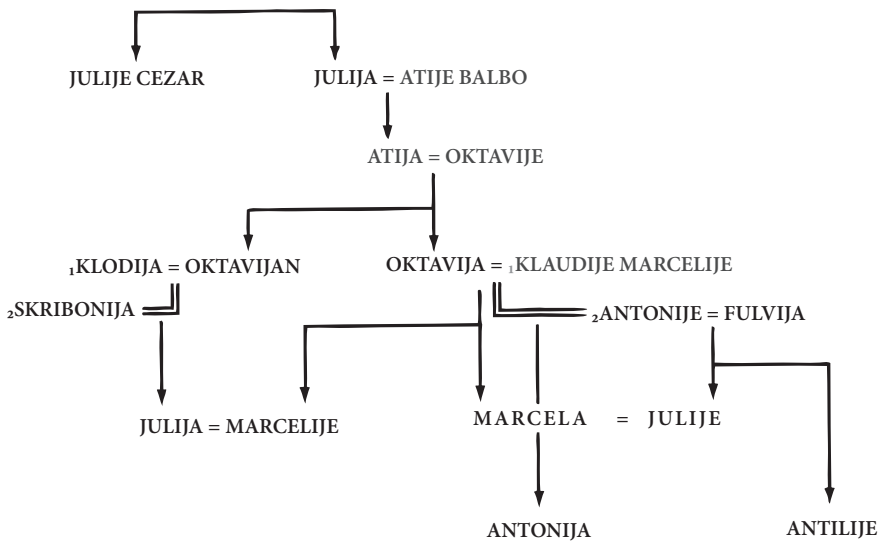 JULIJE CEZAR JULIJA = ATIJE BALBO
ATIJA = OKTAVIJE
₁KLODIJA = OKTAVIJAN OKTAVIJA = ₁KLAUDIJE MARCELIJE
₂SKRIBONIJA ₂ANTONIJE = FULVIJA
JULIJA = MARCELIJE MARCELA = JULIJE
ANTONIJA ANTILIJE